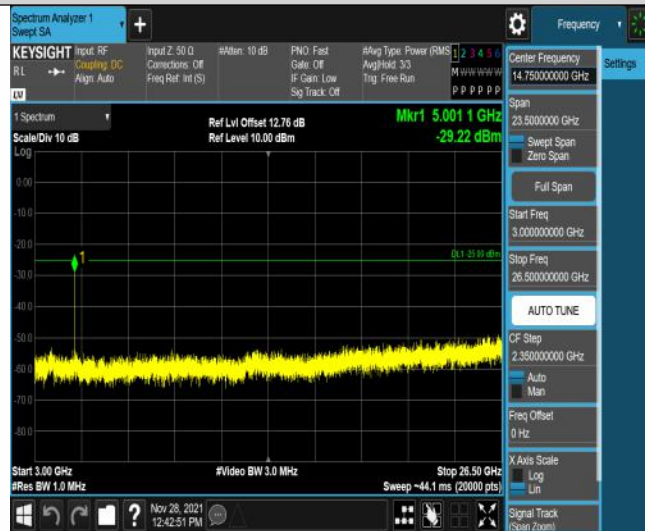 Spectrum Analyzer 1
Swept SA
Frequency
KEYSIGHT
Input: RF
Input Z: 50 Ω
#Atten: 10 dB
PNO: Fast
#Avg Type: Power (RMS
1 2 3 4 5 6
R L
Coupling: DC
Corrections: Off
Gate: Off
Avg|Hold: 3/3
M W W W W W
Align: Auto
Freq Ref: Int (S)
IF Gain: Low
Trig: Free Run
Sig Track: Off
P P P P P P
1 Spectrum
Ref Lvl Offset 12.76 dB
Mkr1 5.001 1 GHz
Scale/Div 10 dB
Ref Level 10.00 dBm
-29.22 dBm
Log
0.00
-10.0
-20.0
-30.0
-40.0
-50.0
-60.0
-70.0
-80.0
1
DL1 -25.00 dBm
Start 3.00 GHz
#Video BW 3.0 MHz
Stop 26.50 GHz
#Res BW 1.0 MHz
Sweep ~44.1 ms (20000 pts)
Nov 28, 2021
12:42:51 PM
Center Frequency
14.750000000 GHz
Settings
Span
23.5000000 GHz
Swept Span
Zero Span
Full Span
Start Freq
3.000000000 GHz
Stop Freq
26.500000000 GHz
AUTO TUNE
CF Step
2.350000000 GHz
Auto
Man
Freq Offset
0 Hz
X Axis Scale
Log
Lin
Signal Track
(Span Zoom)